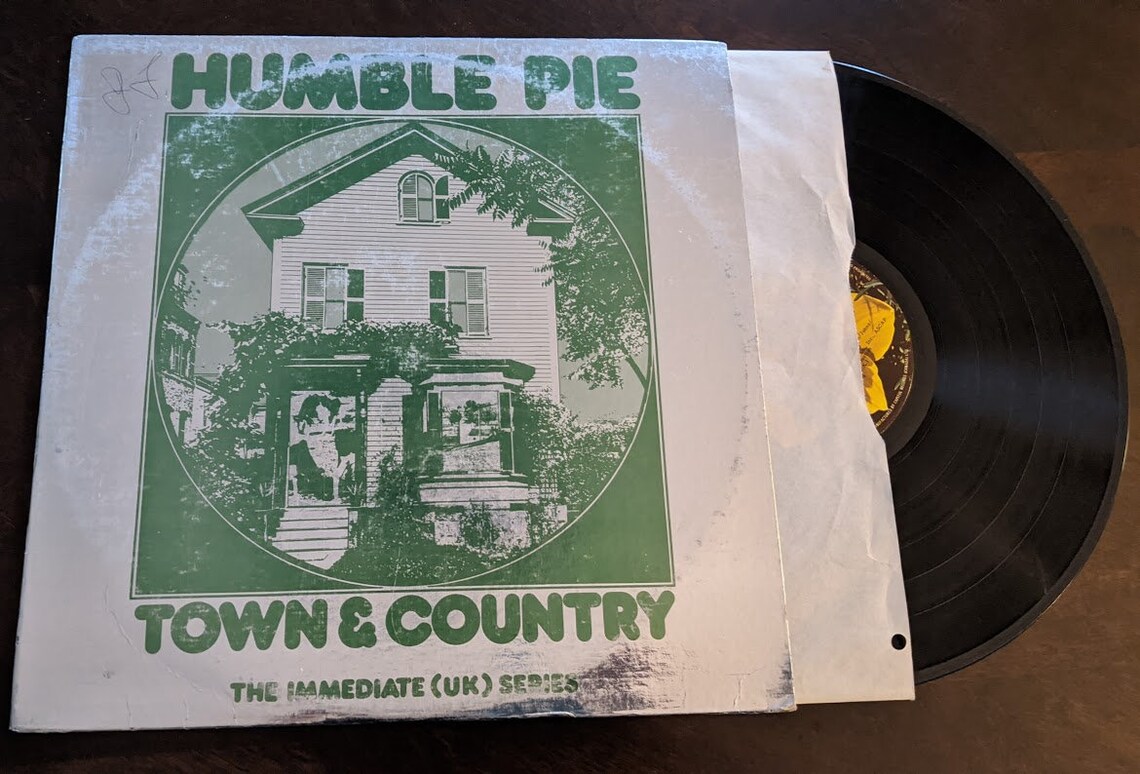 HUMBLE PIE
TOWN & COUNTRY
THE IMMEDIATE (UK) SERIES